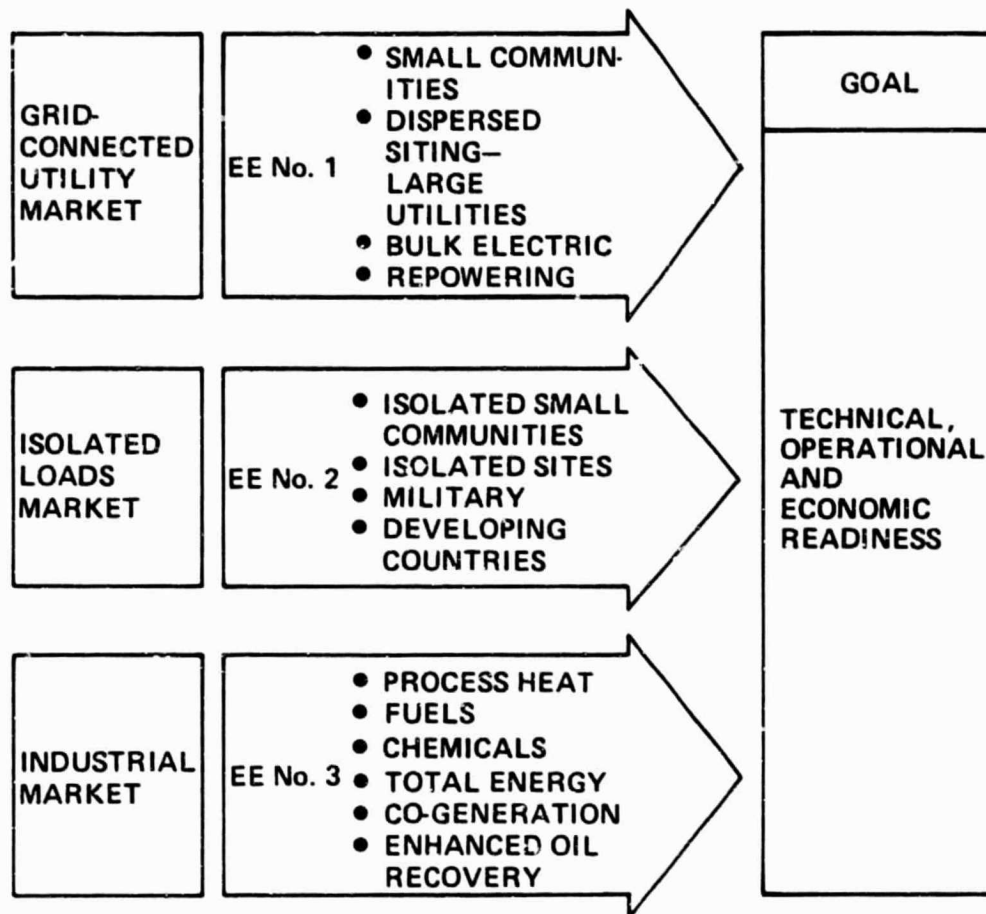 GRID-
CONNECTED
UTILITY
MARKET
EE No. 1
● SMALL COMMUN-
ITIES
● DISPERSED
SITING—
LARGE
UTILITIES
● BULK ELECTRIC
● REPOWERING
GOAL
ISOLATED
LOADS
MARKET
EE No. 2
● ISOLATED SMALL
COMMUNITIES
● ISOLATED SITES
● MILITARY
● DEVELOPING
COUNTRIES
TECHNICAL,
OPERATIONAL
AND
ECONOMIC
READINESS
INDUSTRIAL
MARKET
EE No. 3
● PROCESS HEAT
● FUELS
● CHEMICALS
● TOTAL ENERGY
● CO-GENERATION
● ENHANCED OIL
RECOVERY